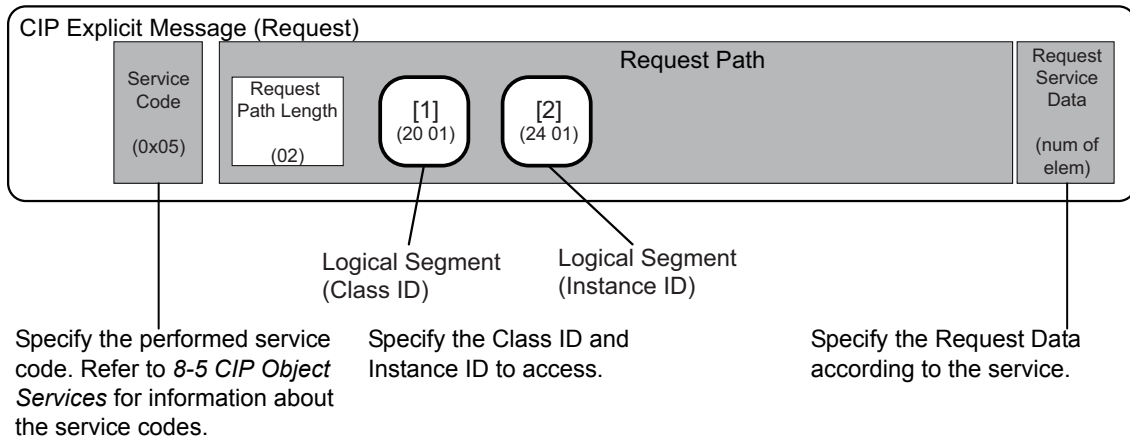 CIP Explicit Message (Request)
Service
Code
(0x05)
Request Path
Request
Path Length
(02)
[1]
(20 01)
[2]
(24 01)
Request
Service
Data
(num of
elem)
Logical Segment
(Class ID)
Logical Segment
(Instance ID)
Specify the performed service
code. Refer to 8-5 CIP Object
Services for information about
the service codes.
Specify the Class ID and
Instance ID to access.
Specify the Request Data
according to the service.